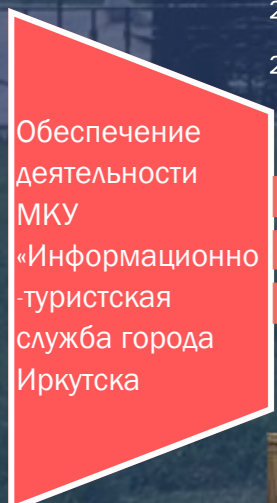 Обеспечение
деятельности
МКУ
«Информационно
-туристская
служба города
Иркутска